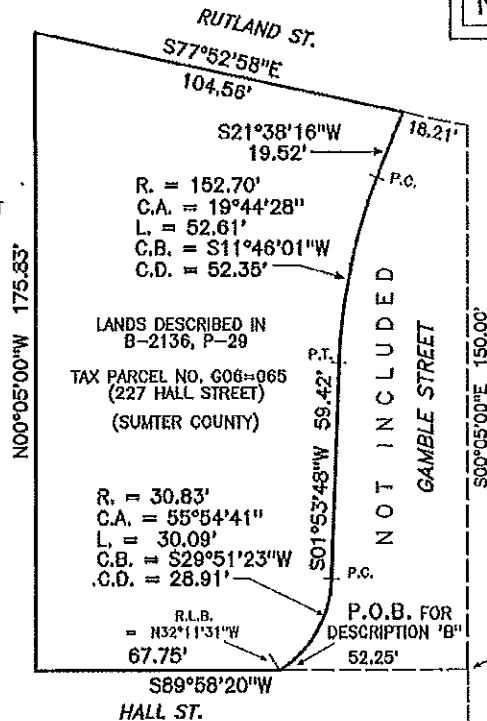 RUTLAND ST.
S77°52'58"E
104.56'
18.21'
S21°38'16"W
19.52'
P.C.
R. = 152.70'
C.A. = 19°44'28"
L. = 52.61'
C.B. = S11°46'01"W
C.D. = 52.35'
N00°05'00"W 175.83'
LANDS DESCRIBED IN
B-2136, P-29
TAX PARCEL NO. G06=065
(227 HALL STREET)
(SUMTER COUNTY)
P.T.
S01°53'48"W 59.42'
NOT INCLUDED
GAMBLE STREET
S00°05'00"E 150.00'
R. = 30.83'
C.A. = 55°54'41"
L. = 30.09'
C.B. = S29°51'23"W
C.D. = 28.91'
P.C.
R.L.B.
= N32°11'31"W
P.O.B. FOR
DESCRIPTION 'B"
67.75'
52.25'
S89°58'20"W
HALL ST.